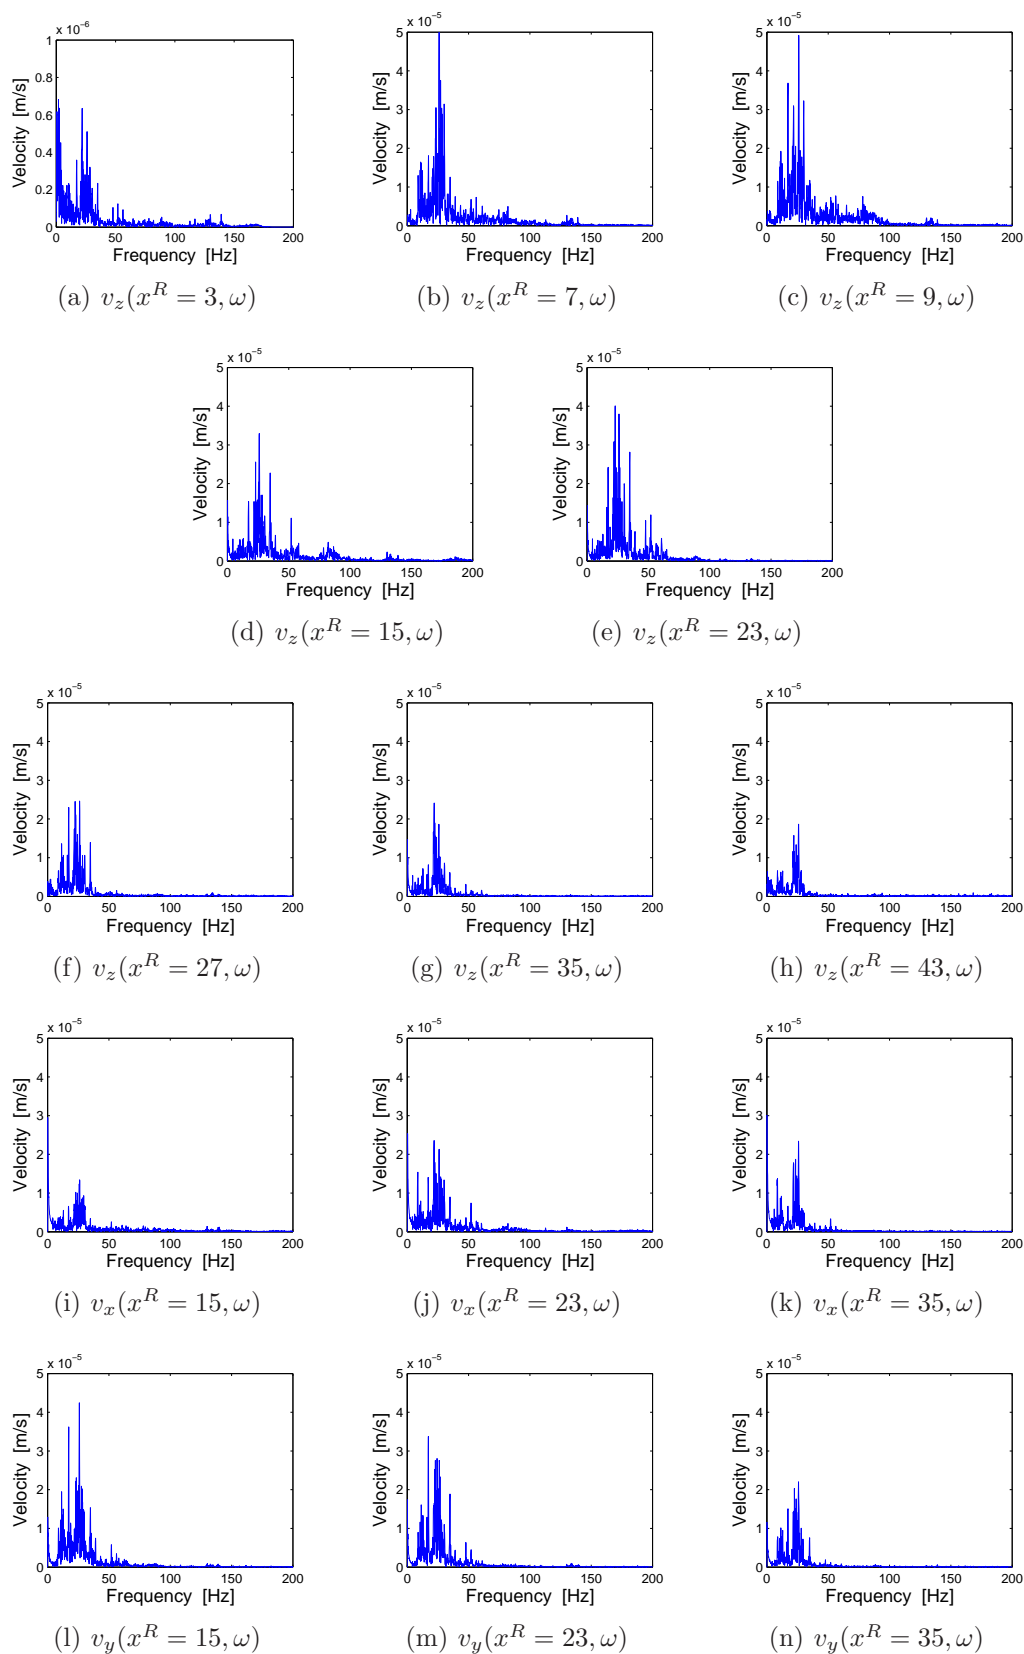 x 10⁻⁶
1
0.8
0.6
0.4
0.2
0
0 50 100 150 200
Velocity [m/s]
Frequency [Hz]
(a) v_z(x^R = 3, ω)
x 10⁻⁵
5
4
3
2
1
0
0 50 100 150 200
Velocity [m/s]
Frequency [Hz]
(b) v_z(x^R = 7, ω)
x 10⁻⁵
5
4
3
2
1
0
0 50 100 150 200
Velocity [m/s]
Frequency [Hz]
(c) v_z(x^R = 9, ω)
x 10⁻⁵
5
4
3
2
1
0
0 50 100 150 200
Velocity [m/s]
Frequency [Hz]
(d) v_z(x^R = 15, ω)
x 10⁻⁵
5
4
3
2
1
0
0 50 100 150 200
Velocity [m/s]
Frequency [Hz]
(e) v_z(x^R = 23, ω)
x 10⁻⁵
5
4
3
2
1
0
0 50 100 150 200
Velocity [m/s]
Frequency [Hz]
(f) v_z(x^R = 27, ω)
x 10⁻⁵
5
4
3
2
1
0
0 50 100 150 200
Velocity [m/s]
Frequency [Hz]
(g) v_z(x^R = 35, ω)
x 10⁻⁵
5
4
3
2
1
0
0 50 100 150 200
Velocity [m/s]
Frequency [Hz]
(h) v_z(x^R = 43, ω)
x 10⁻⁵
5
4
3
2
1
0
0 50 100 150 200
Velocity [m/s]
Frequency [Hz]
(i) v_x(x^R = 15, ω)
x 10⁻⁵
5
4
3
2
1
0
0 50 100 150 200
Velocity [m/s]
Frequency [Hz]
(j) v_x(x^R = 23, ω)
x 10⁻⁵
5
4
3
2
1
0
0 50 100 150 200
Velocity [m/s]
Frequency [Hz]
(k) v_x(x^R = 35, ω)
x 10⁻⁵
5
4
3
2
1
0
0 50 100 150 200
Velocity [m/s]
Frequency [Hz]
(l) v_y(x^R = 15, ω)
x 10⁻⁵
5
4
3
2
1
0
0 50 100 150 200
Velocity [m/s]
Frequency [Hz]
(m) v_y(x^R = 23, ω)
x 10⁻⁵
5
4
3
2
1
0
0 50 100 150 200
Velocity [m/s]
Frequency [Hz]
(n) v_y(x^R = 35, ω)